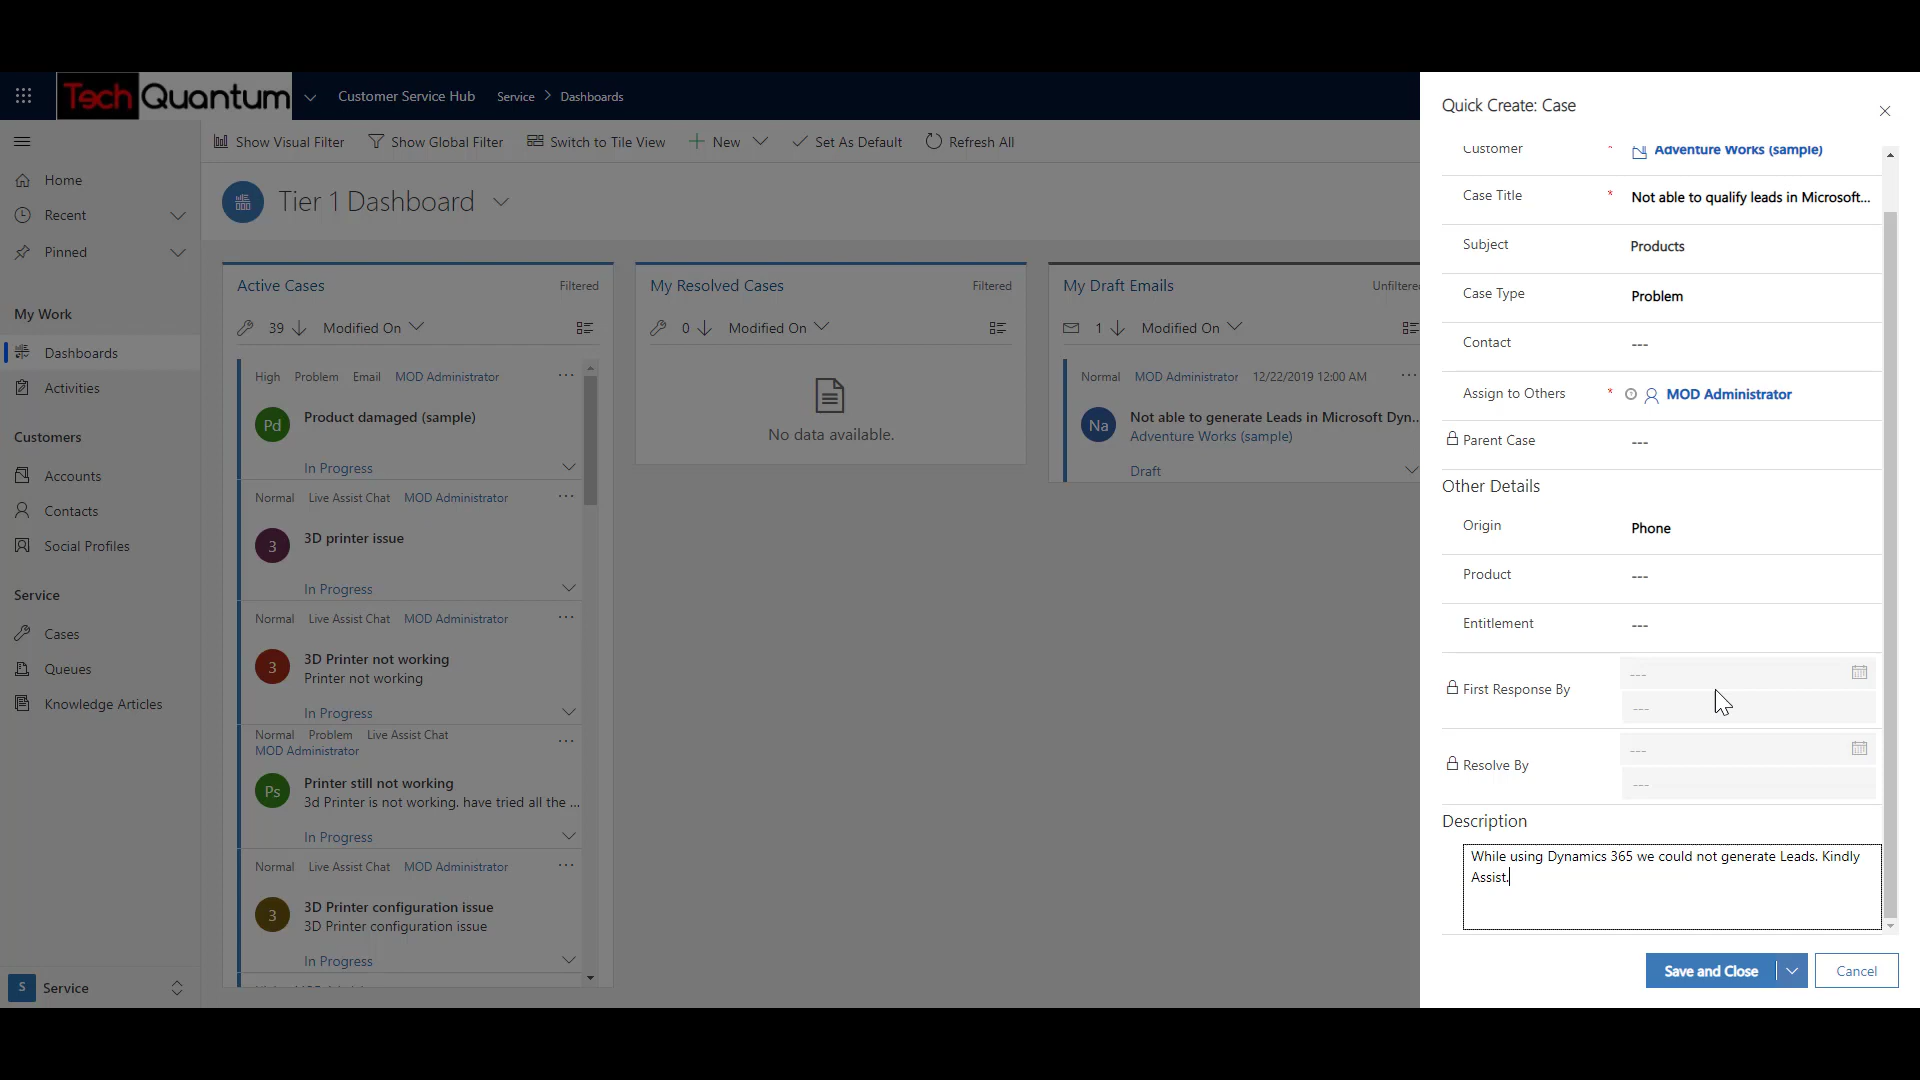 Tech Quantum
Customer Service Hub
Service > Dashboards
Show Visual Filter
Show Global Filter
Switch to Tile View
New
Set As Default
Refresh All
Home
Recent
Pinned
My Work
Dashboards
Activities
Customers
Accounts
Contacts
Social Profiles
Service
Cases
Queues
Knowledge Articles
S Service
Tier 1 Dashboard
Active Cases Filtered
39 Modified On
High Problem Email MOD Administrator
Pd Product damaged (sample)
In Progress
Normal Live Assist Chat MOD Administrator
3 3D printer issue
In Progress
Normal Live Assist Chat MOD Administrator
3 3D Printer not working
Printer not working
In Progress
Normal Problem Live Assist Chat
MOD Administrator
Ps Printer still not working
3d Printer is not working. have tried all the ...
In Progress
Normal Live Assist Chat MOD Administrator
3 3D Printer configuration issue
3D Printer configuration issue
In Progress
My Resolved Cases Filtered
0 Modified On
No data available.
My Draft Emails Unfiltered
1 Modified On
Normal MOD Administrator 12/22/2019 12:00 AM
Na Not able to generate Leads in Microsoft Dyn...
Adventure Works (sample)
Draft
Quick Create: Case
Customer * Adventure Works (sample)
Case Title * Not able to qualify leads in Microsoft...
Subject Products
Case Type Problem
Contact ---
Assign to Others * MOD Administrator
Parent Case ---
Other Details
Origin Phone
Product ---
Entitlement ---
First Response By ---
---
Resolve By ---
---
Description
While using Dynamics 365 we could not generate Leads. Kindly
Assist.
Save and Close
Cancel